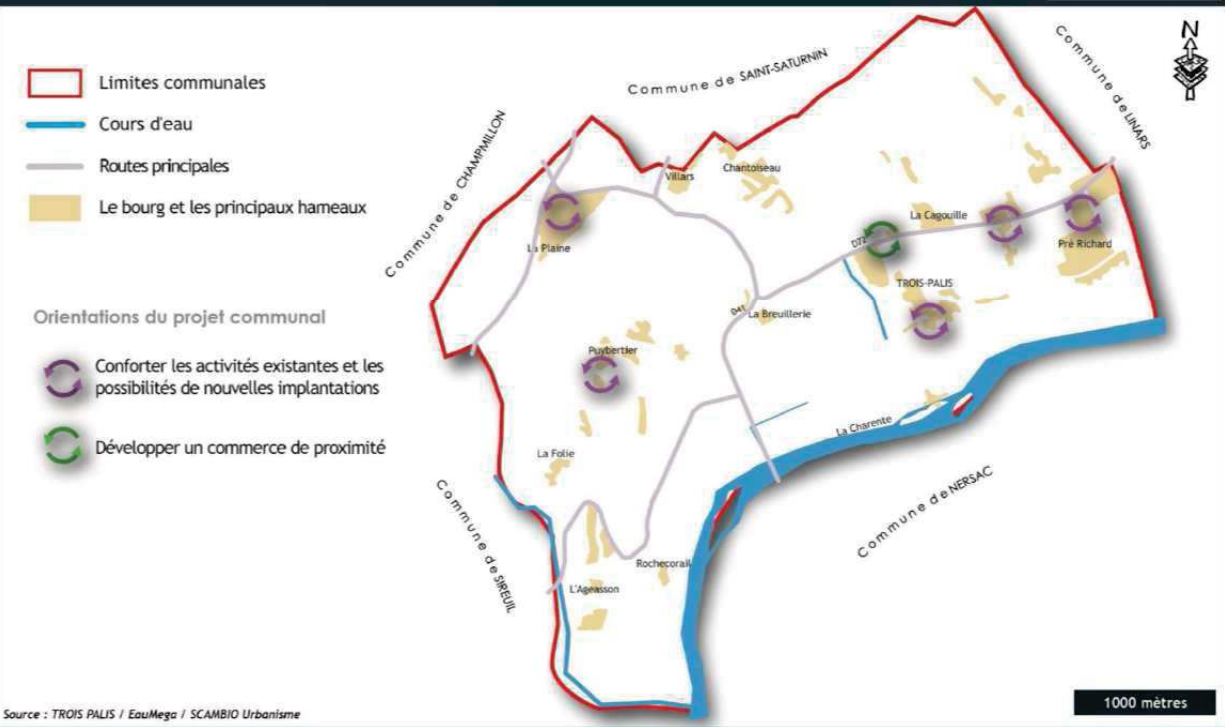 Limites communales
Cours d'eau
Routes principales
Le bourg et les principaux hameaux
Orientations du projet communal
Conforter les activités existantes et les
possibilités de nouvelles implantations
Développer un commerce de proximité
N
Commune de SAINT-SATURNIN
Commune de LINARS
Commune de CHAMPMILLON
Villars
Chantoiseau
La Cagouille
La Plaine
D72
Pré Richard
TROIS-PALIS
D41
La Breuillerie
Puybertier
La Charente
La Folie
Commune de NERSAC
Commune de SIREUIL
Rochecorail
L'Ageasson
Source : TROIS PALIS / EauMega / SCAMBIO Urbanisme
1000 mètres